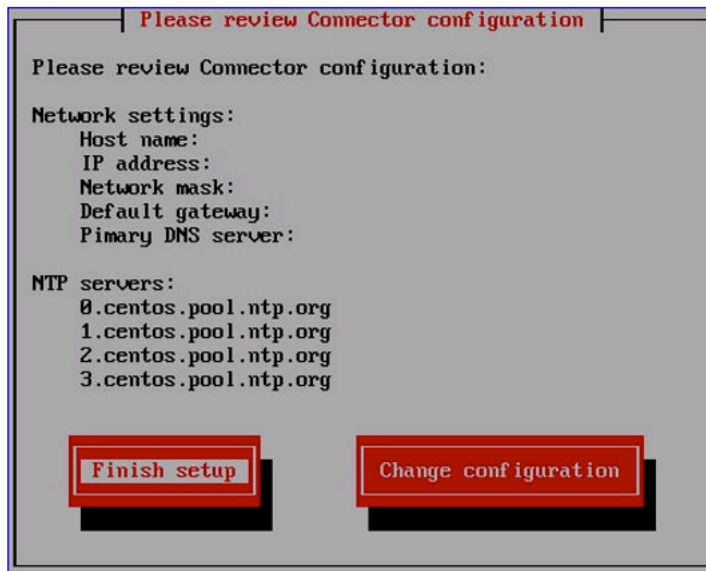 Please review Connector configuration
Please review Connector configuration:
Network settings:
Host name:
IP address:
Network mask:
Default gateway:
Pimary DNS server:
NTP servers:
0.centos.pool.ntp.org
1.centos.pool.ntp.org
2.centos.pool.ntp.org
3.centos.pool.ntp.org
Finish setup
Change configuration